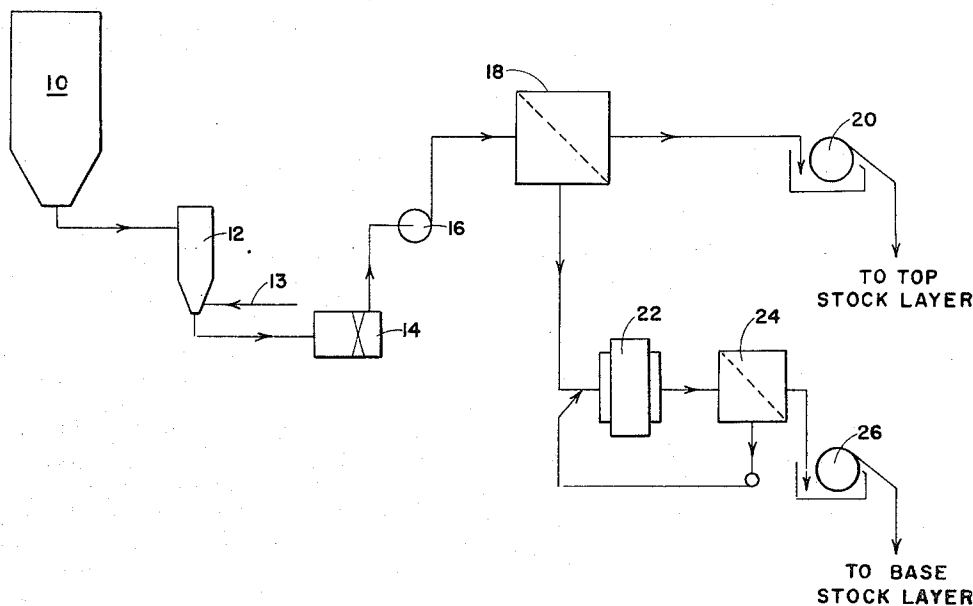 10
12
13
14
16
18
20
TO TOP
STOCK LAYER
22
24
26
TO BASE
STOCK LAYER